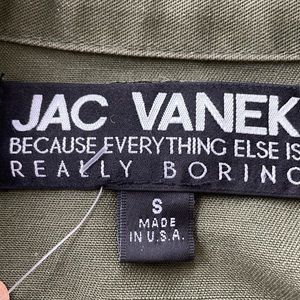 JAC VANEK
BECAUSE EVERYTHING ELSE IS
REALLY BORING
S
MADE
IN U.S.A.